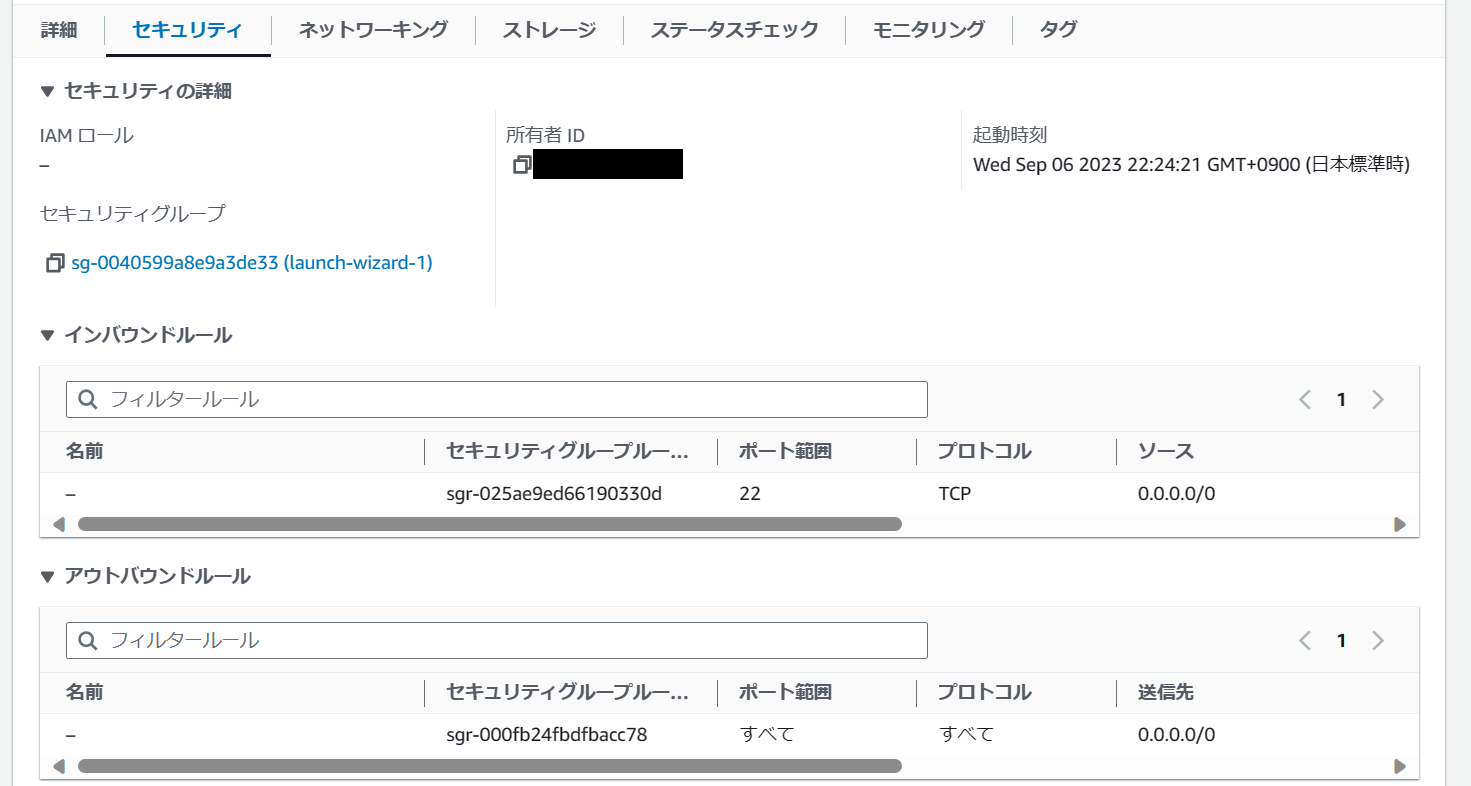 詳細 セキュリティ ネットワーキング ストレージ ステータスチェック モニタリング タグ
▼ セキュリティの詳細
IAM ロール 所有者 ID 起動時刻
– Wed Sep 06 2023 22:24:21 GMT+0900 (日本標準時)
セキュリティグループ
sg-0040599a8e9a3de33 (launch-wizard-1)
▼ インバウンドルール
フィルタールール 1
名前 セキュリティグループルー... ポート範囲 プロトコル ソース
– sgr-025ae9ed66190330d 22 TCP 0.0.0.0/0
▼ アウトバウンドルール
フィルタールール 1
名前 セキュリティグループルー... ポート範囲 プロトコル 送信先
– sgr-000fb24fbdfbacc78 すべて すべて 0.0.0.0/0